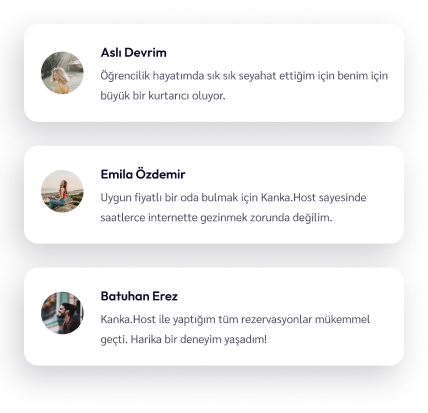 Aslı Devrim
Öğrencilik hayatımda sık sık seyahat ettiğim için benim için
büyük bir kurtarıcı oluyor.
Emila Özdemir
Uygun fiyatlı bir oda bulmak için Kanka.Host sayesinde
saatlerce internette gezinmek zorunda değilim.
Batuhan Erez
Kanka.Host ile yaptığım tüm rezervasyonlar mükemmel
geçti. Harika bir deneyim yaşadım!